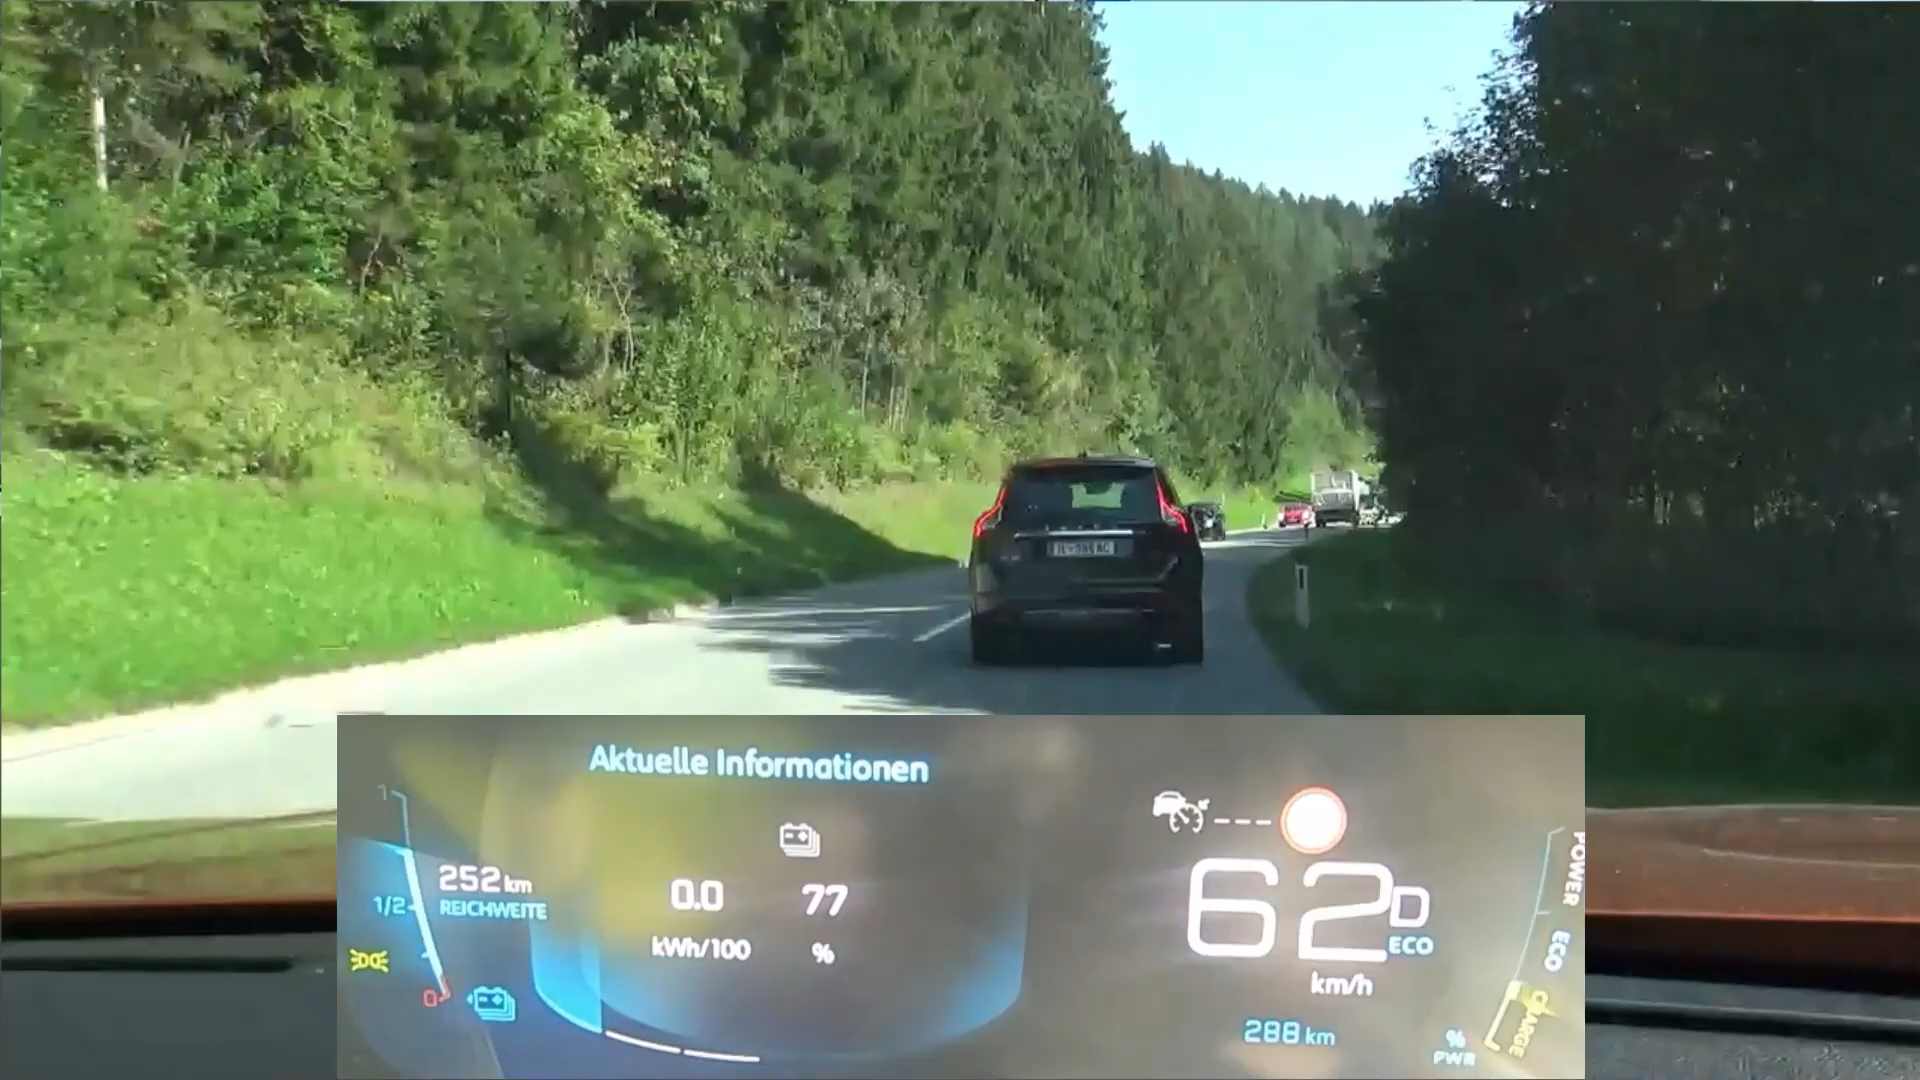 Aktuelle Informationen
1
252 km
REICHWEITE
1/2
0
0.0 77
kWh/100 %
62 D
ECO
km/h
288 km
% PWR
POWER
ECO
CHARGE